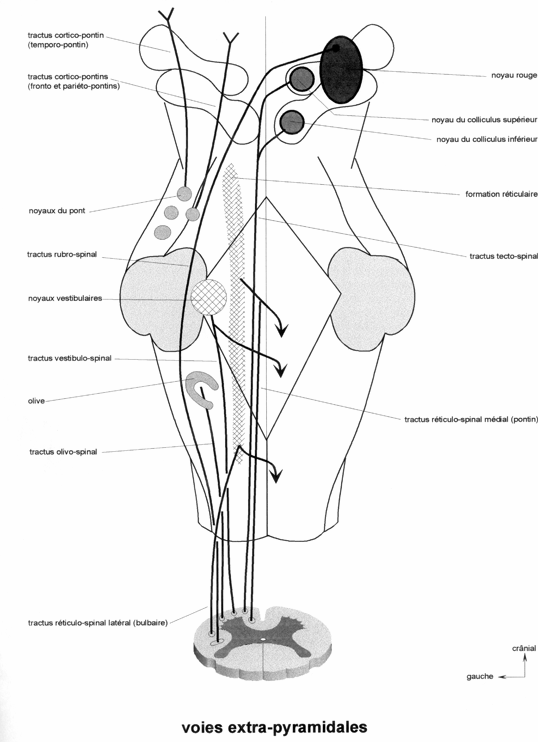 tractus cortico-pontin
(temporo-pontin)
tractus cortico-pontins
(fronto et pariéto-pontins)
noyau rouge
noyau du colliculus supérieur
noyau du colliculus inférieur
formation réticulaire
noyaux du pont
tractus rubro-spinal
tractus tecto-spinal
noyaux vestibulaires
tractus vestibulo-spinal
olive
tractus réticulo-spinal médial (pontin)
tractus olivo-spinal
tractus réticulo-spinal latéral (bulbaire)
crânial
gauche
voies extra-pyramidales